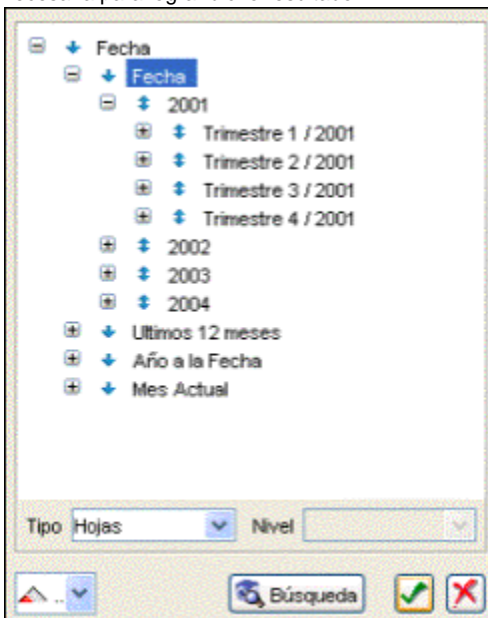 Fecha
Fecha
2001
Trimestre 1 / 2001
Trimestre 2 / 2001
Trimestre 3 / 2001
Trimestre 4 / 2001
2002
2003
2004
Ultimos 12 meses
Año a la Fecha
Mes Actual
Tipo Hojas Nivel
.. Búsqueda